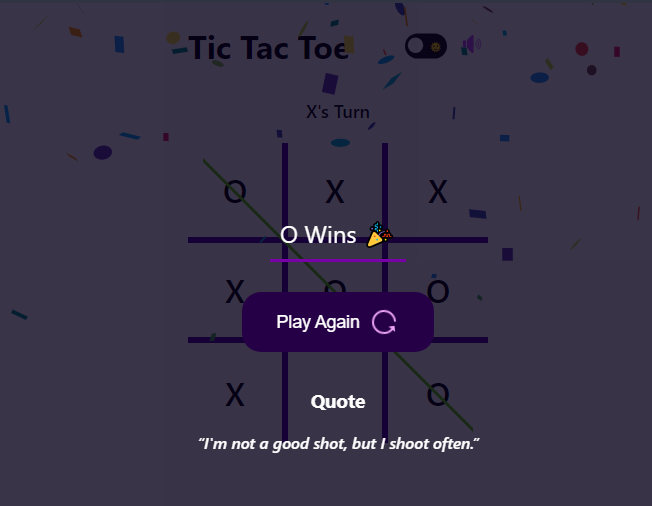 Tic Tac Toe
X's Turn
O X X
O Wins 🎉
X O O
Play Again
X O
Quote
“I'm not a good shot, but I shoot often.”